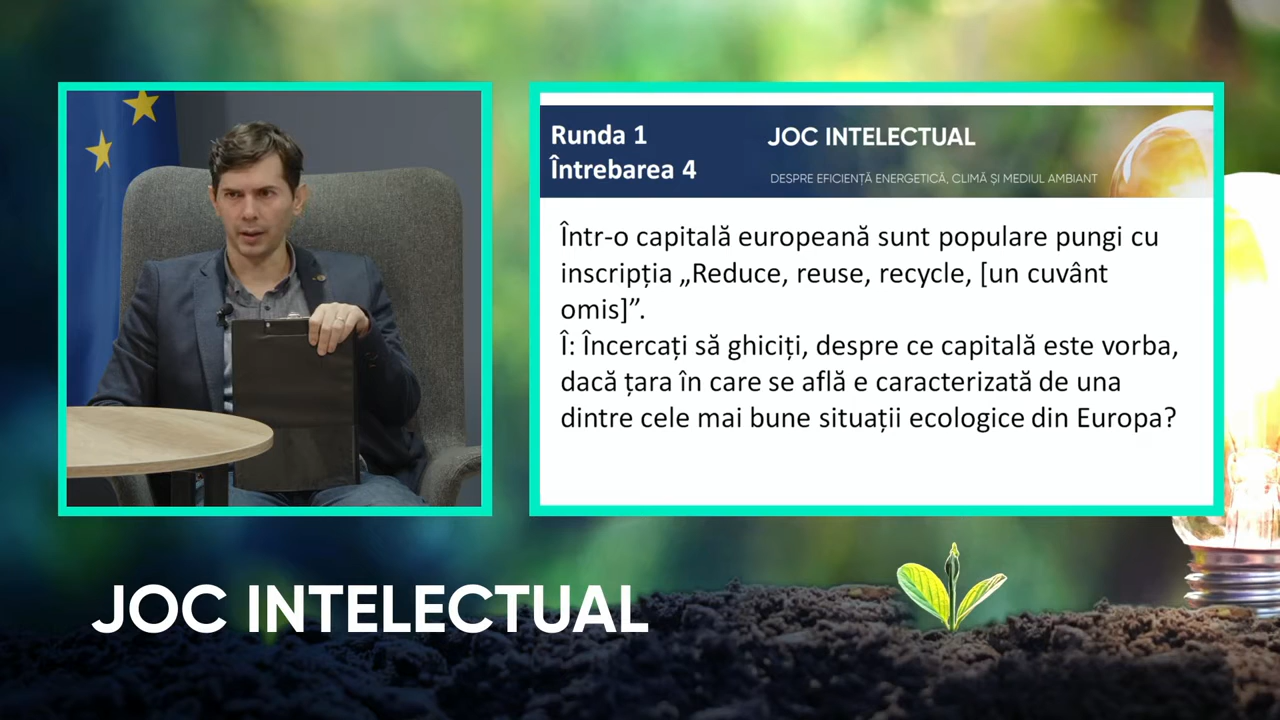 Runda 1
Întrebarea 4
JOC INTELECTUAL
DESPRE EFICIENȚĂ ENERGETICĂ, CLIMĂ ȘI MEDIUL AMBIANT
Într-o capitală europeană sunt populare pungi cu
inscripția „Reduce, reuse, recycle, [un cuvânt
omis]”.
Î: Încercați să ghiciți, despre ce capitală este vorba,
dacă țara în care se află e caracterizată de una
dintre cele mai bune situații ecologice din Europa?
JOC INTELECTUAL